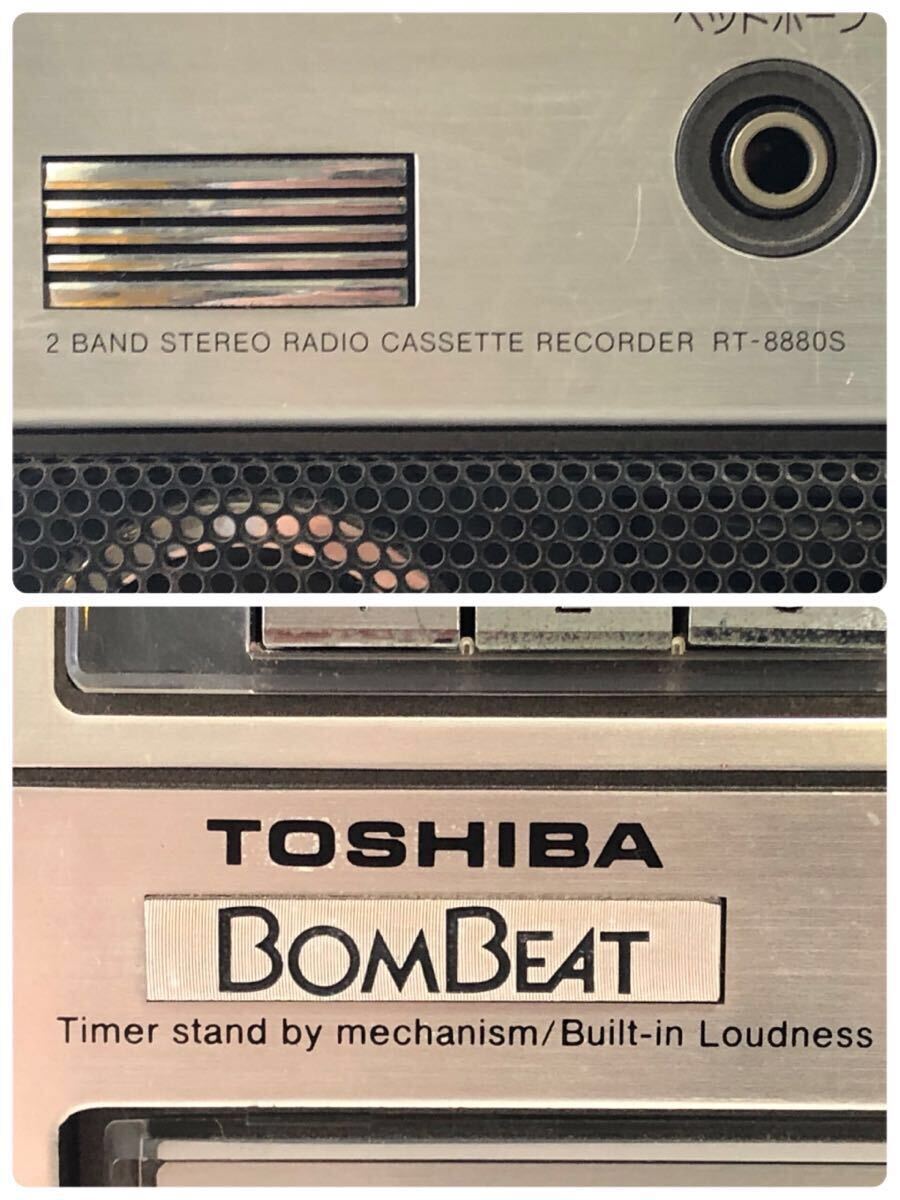 ヘッドホーン
2 BAND STEREO RADIO CASSETTE RECORDER RT-8880S
TOSHIBA
BOMBEAT
Timer stand by mechanism/Built-in Loudness